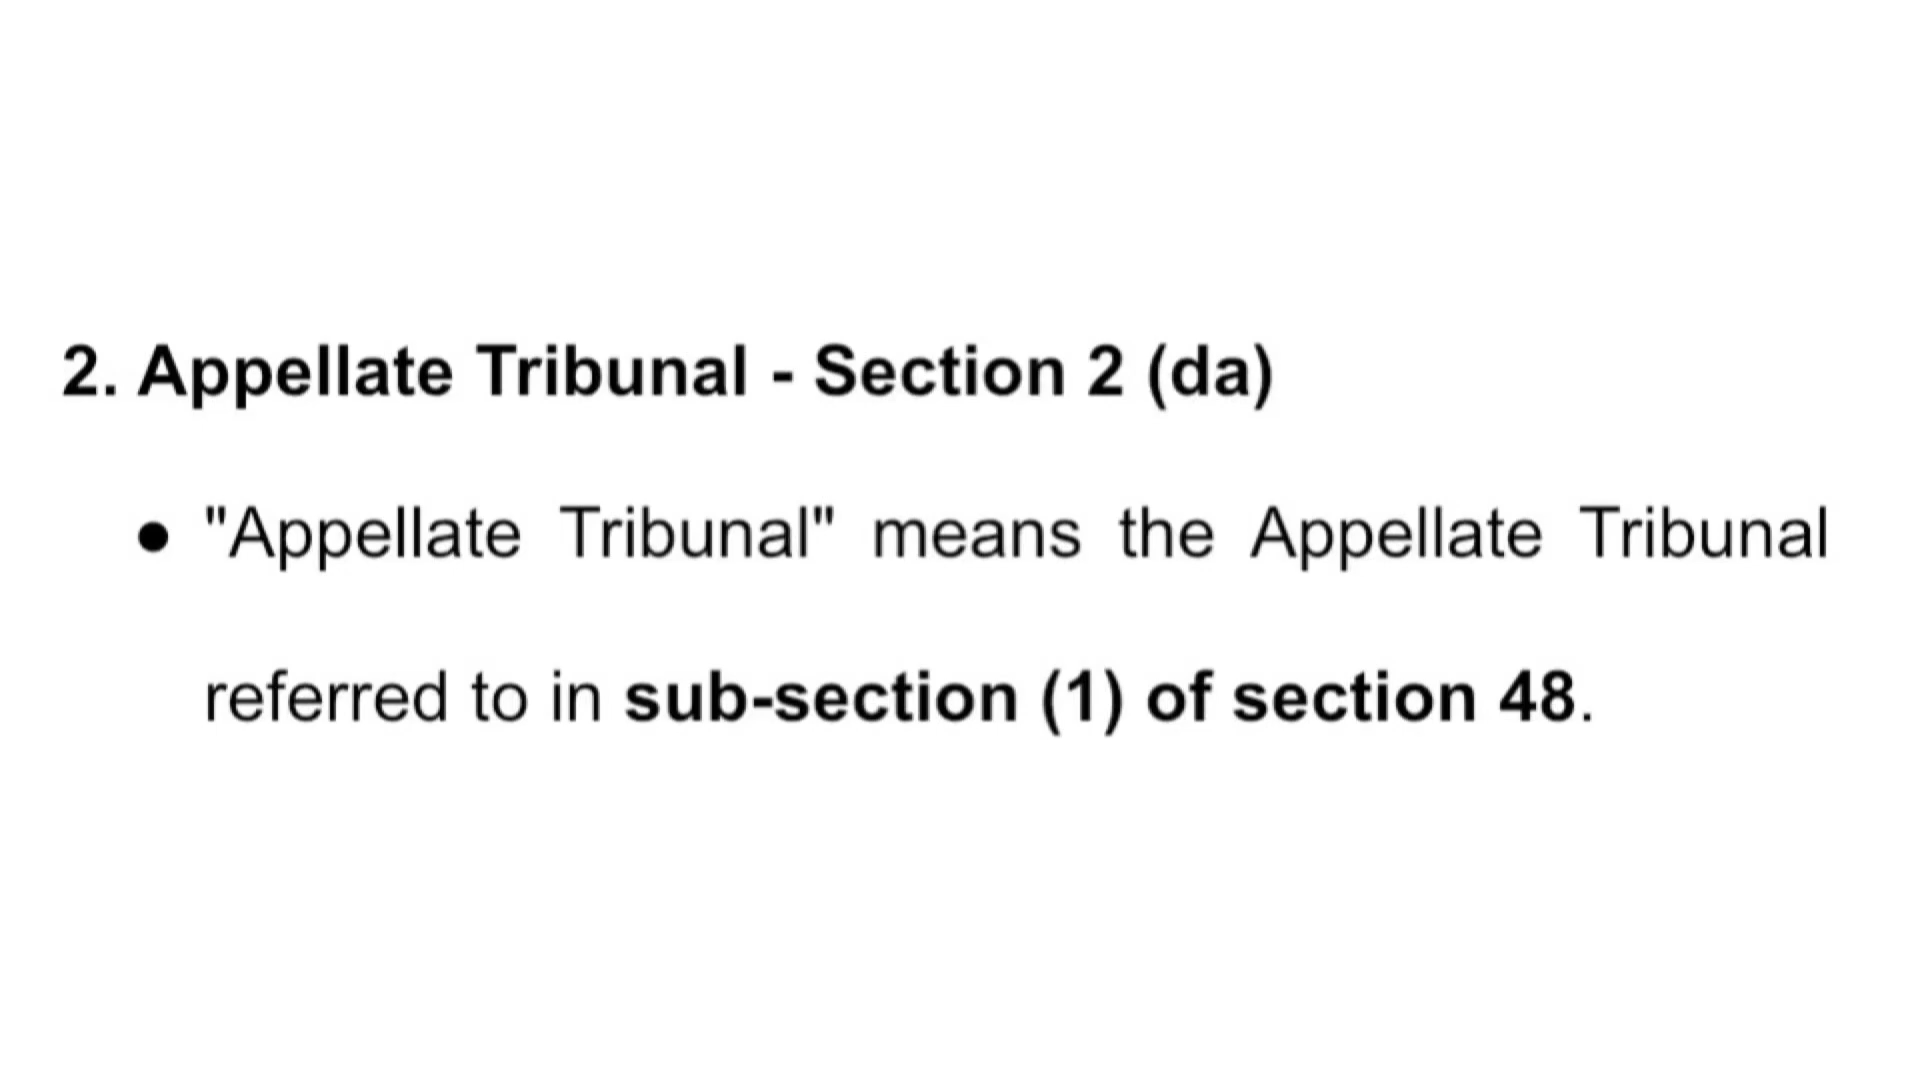 2. Appellate Tribunal - Section 2 (da)
● "Appellate Tribunal" means the Appellate Tribunal
referred to in sub-section (1) of section 48.